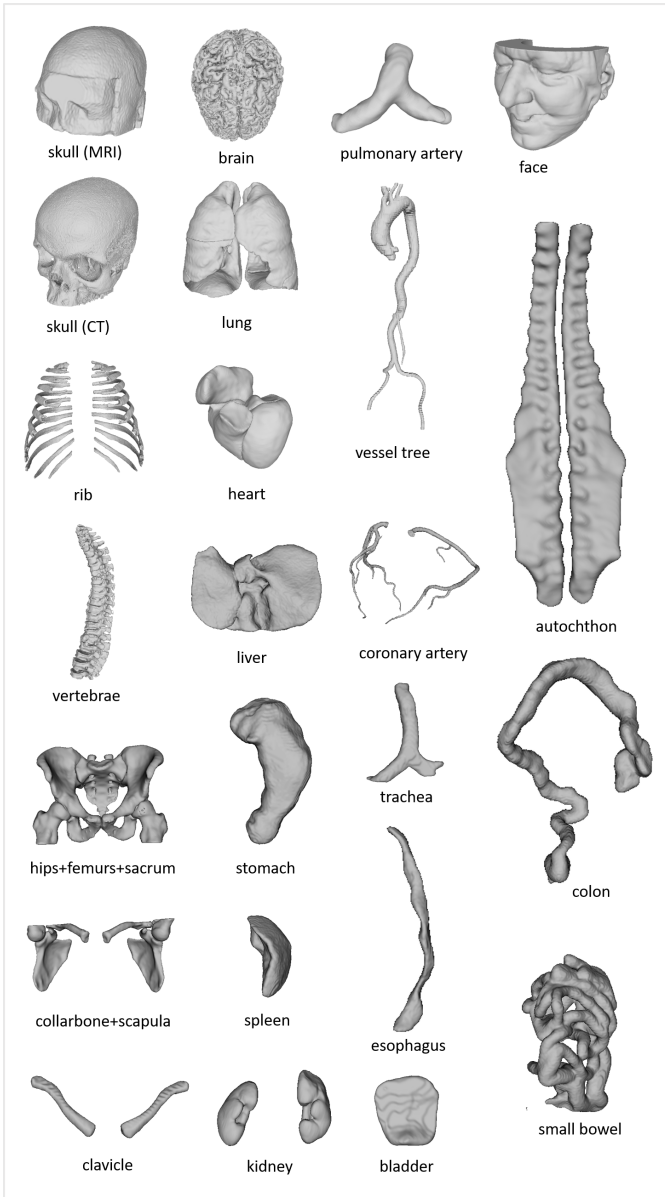 skull (MRI)
brain
pulmonary artery
face
skull (CT)
lung
vessel tree
rib
heart
autochthon
vertebrae
liver
coronary artery
trachea
hips+femurs+sacrum
stomach
colon
collarbone+scapula
spleen
esophagus
small bowel
clavicle
kidney
bladder